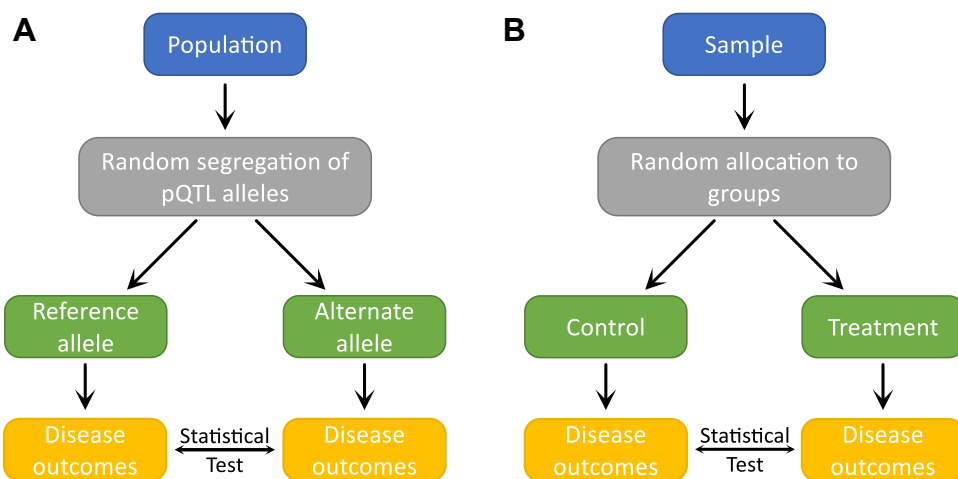 A
Population
Random segregation of
pQTL alleles
Reference
allele
Alternate
allele
Disease
outcomes
Statistical
Test
Disease
outcomes
B
Sample
Random allocation to
groups
Control
Treatment
Disease
outcomes
Statistical
Test
Disease
outcomes